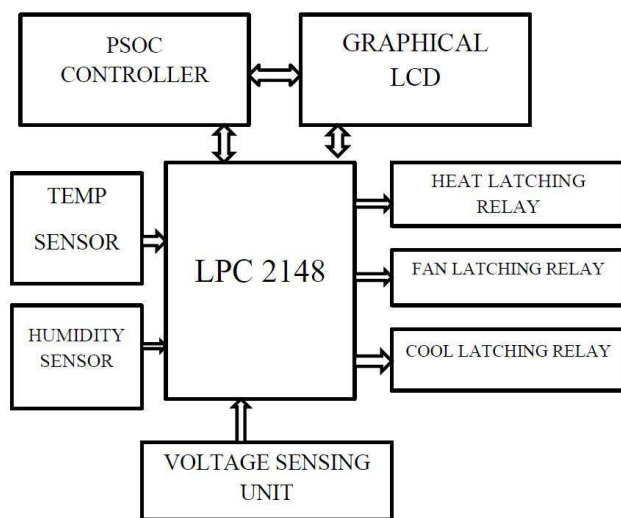 PSOC
CONTROLLER
GRAPHICAL
LCD
TEMP
SENSOR
HUMIDITY
SENSOR
LPC 2148
HEAT LATCHING
RELAY
FAN LATCHING RELAY
COOL LATCHING RELAY
VOLTAGE SENSING
UNIT